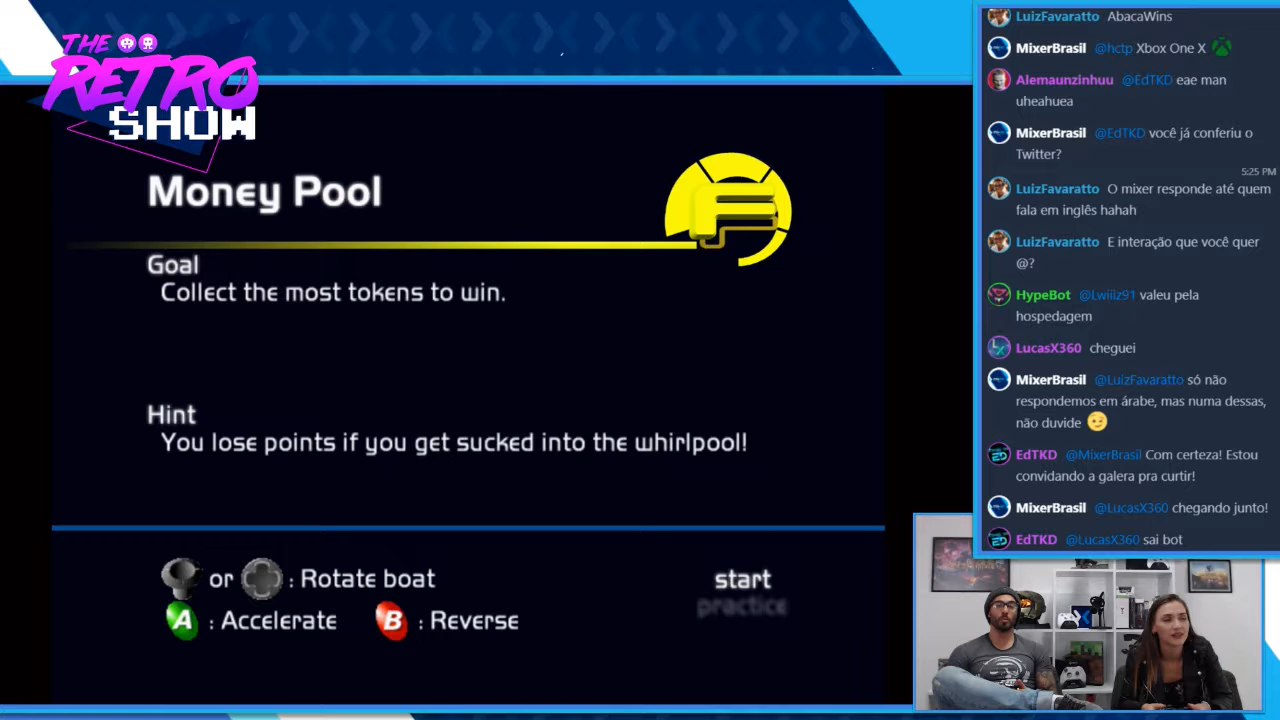 THE
RETRO
SHOW
Money Pool
F
Goal
Collect the most tokens to win.
Hint
You lose points if you get sucked into the whirlpool!
or : Rotate boat
A : Accelerate B : Reverse
start
practice
LuizFavaratto AbacaWins
MixerBrasil @hctp Xbox One X
Alemaunzinhuu @EdTKD eae man
uheahuea
MixerBrasil @EdTKD você já conferiu o
Twitter?
5:25 PM
LuizFavaratto O mixer responde até quem
fala em inglês hahah
LuizFavaratto E interação que você quer
@?
HypeBot @Lwiiiz91 valeu pela
hospedagem
LucasX360 cheguei
MixerBrasil @LuizFavaratto só não
respondemos em árabe, mas numa dessas,
não duvide 😉
EdTKD @MixerBrasil Com certeza! Estou
convidando a galera pra curtir!
MixerBrasil @LucasX360 chegando junto!
EdTKD @LucasX360 sai bot